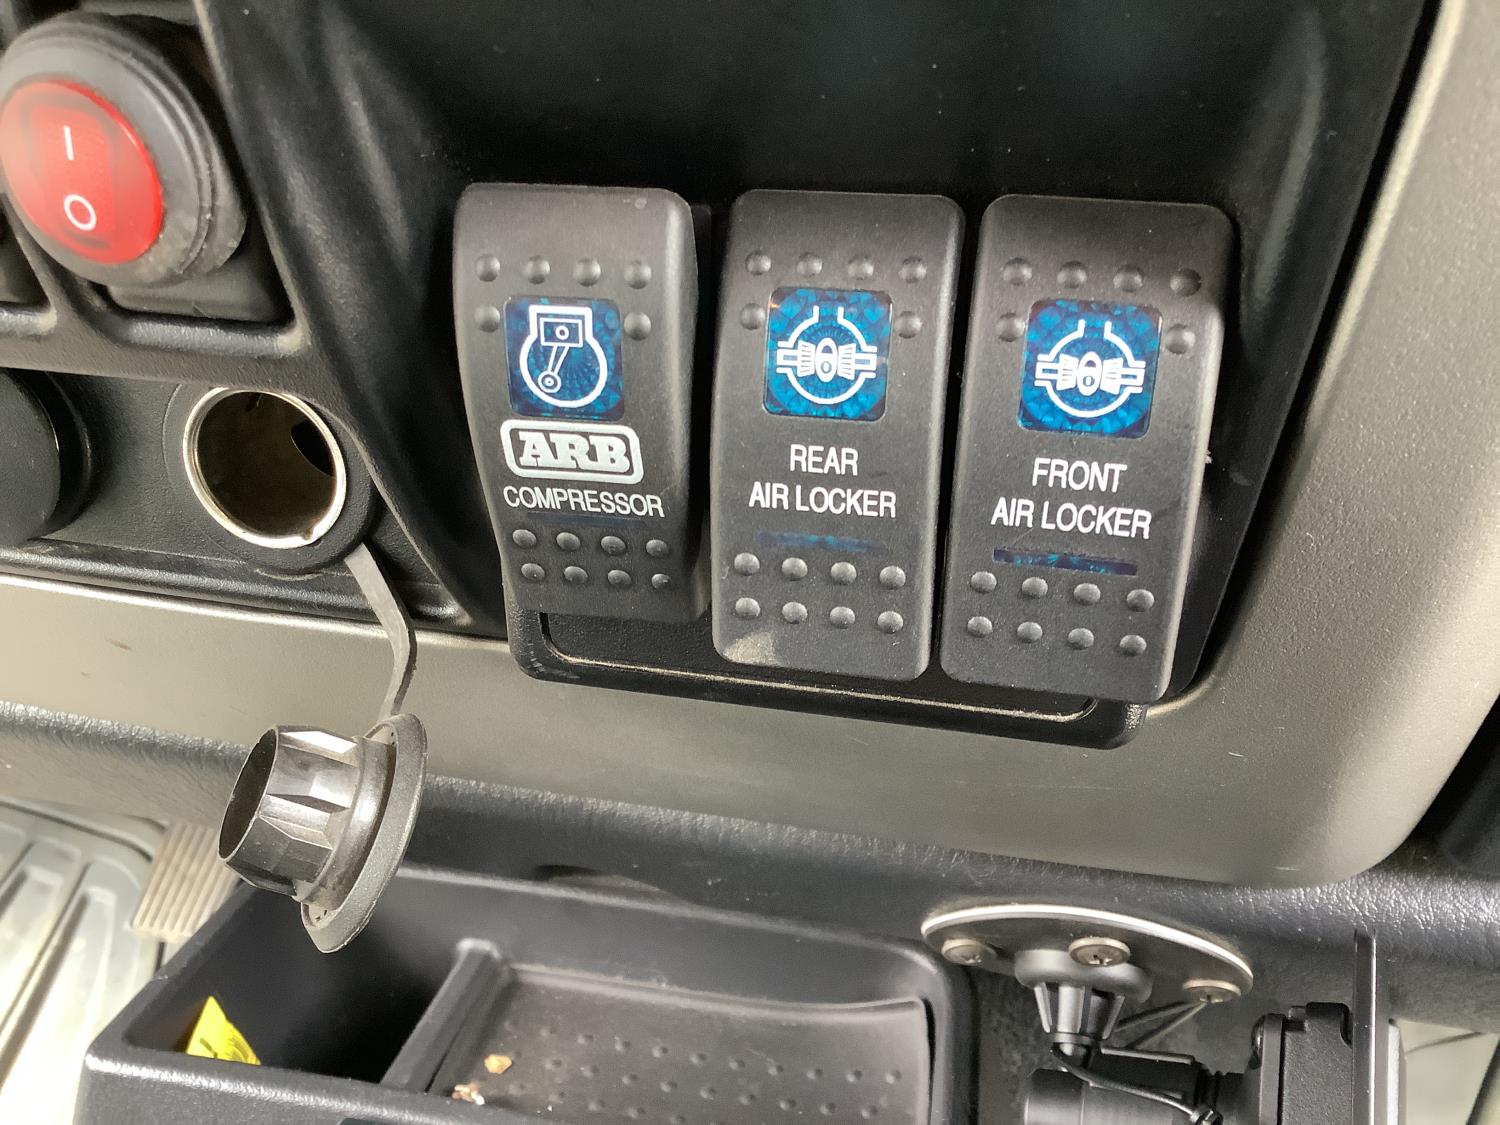 I
O
ARB
COMPRESSOR
REAR
AIR LOCKER
FRONT
AIR LOCKER